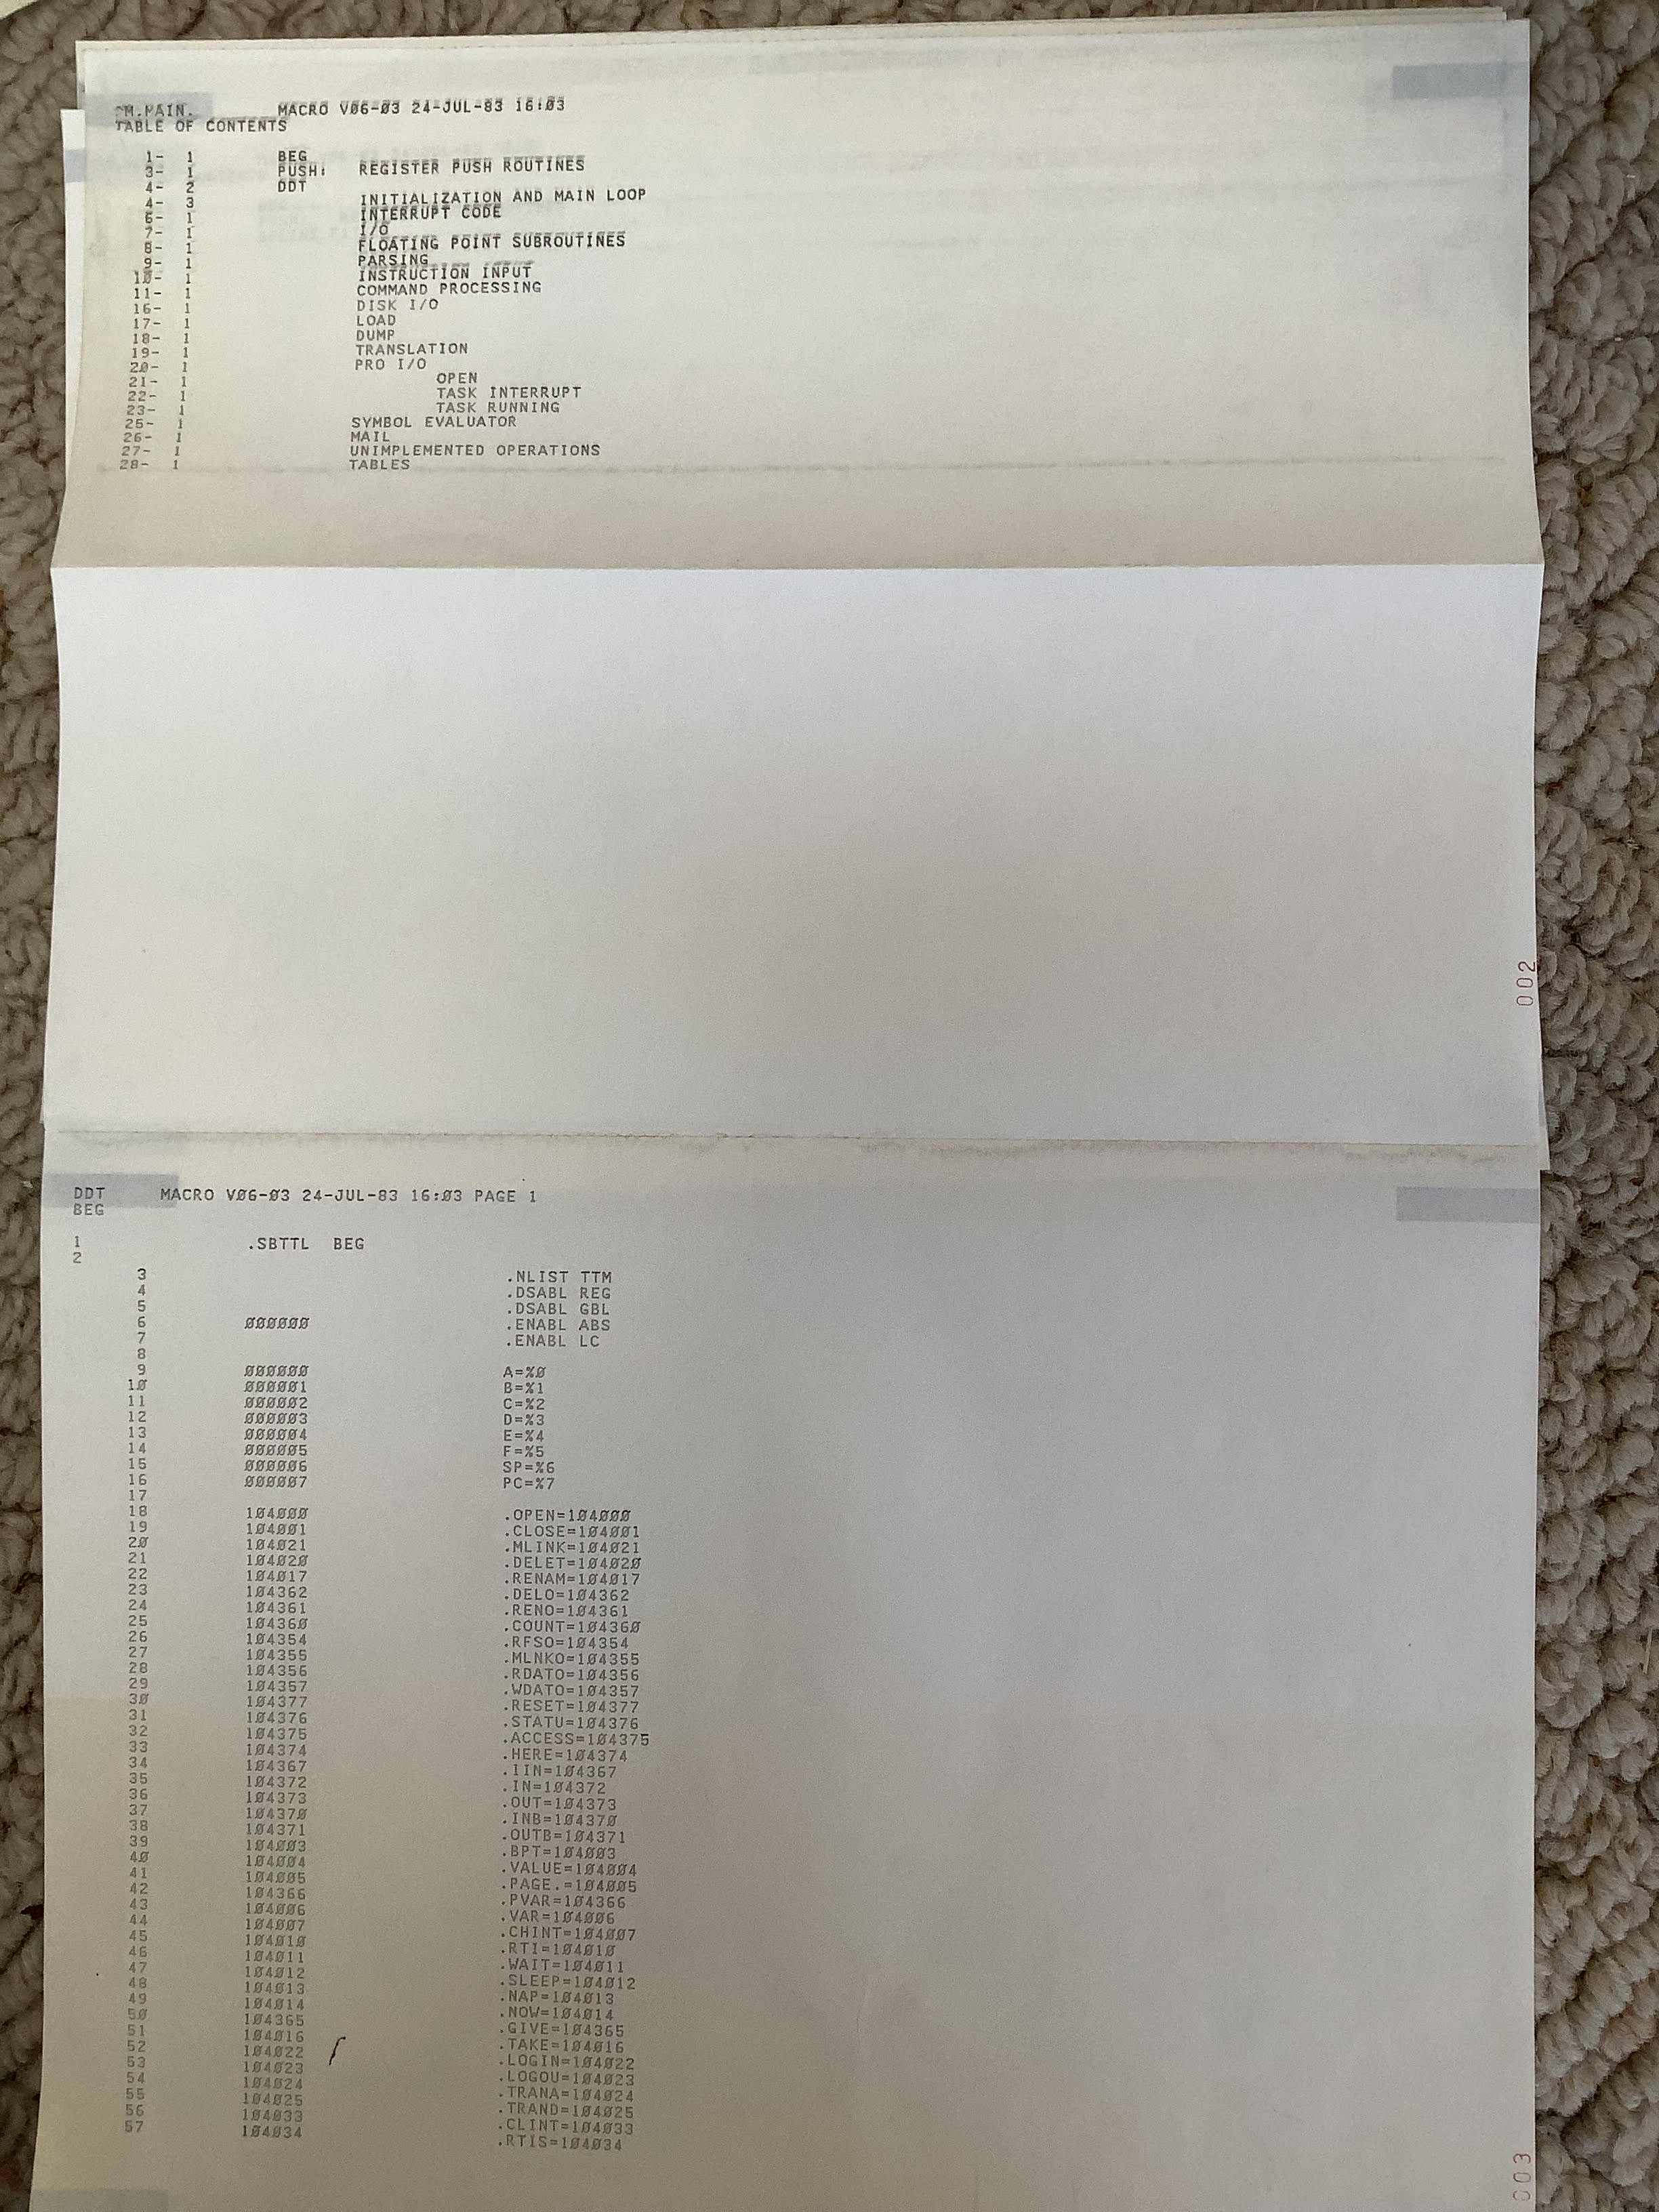 ^M.MAIN. MACRO VØ6-Ø3 24-JUL-83 16:Ø3
TABLE OF CONTENTS
1- 1 BEG
3- 1 PUSH: REGISTER PUSH ROUTINES
4- 2 DDT
4- 3 INITIALIZATION AND MAIN LOOP
6- 1 INTERRUPT CODE
7- 1 I/O
8- 1 FLOATING POINT SUBROUTINES
9- 1 PARSING
1Ø- 1 INSTRUCTION INPUT
11- 1 COMMAND PROCESSING
16- 1 DISK I/O
17- 1 LOAD
18- 1 DUMP
19- 1 TRANSLATION
2Ø- 1 PRO I/O
21- 1 OPEN
22- 1 TASK INTERRUPT
23- 1 TASK RUNNING
25- 1 SYMBOL EVALUATOR
26- 1 MAIL
27- 1 UNIMPLEMENTED OPERATIONS
28- 1 TABLES
002
DDT MACRO VØ6-Ø3 24-JUL-83 16:Ø3 PAGE 1
BEG
1 .SBTTL BEG
2
3 .NLIST TTM
4 .DSABL REG
5 .DSABL GBL
6 ØØØØØØ .ENABL ABS
7 .ENABL LC
8
9 ØØØØØØ A=%Ø
1Ø ØØØØØ1 B=%1
11 ØØØØØ2 C=%2
12 ØØØØØ3 D=%3
13 ØØØØØ4 E=%4
14 ØØØØØ5 F=%5
15 ØØØØØ6 SP=%6
16 ØØØØØ7 PC=%7
17
18 1Ø4ØØØ .OPEN=1Ø4ØØØ
19 1Ø4ØØ1 .CLOSE=1Ø4ØØ1
2Ø 1Ø4Ø21 .MLINK=1Ø4Ø21
21 1Ø4Ø2Ø .DELET=1Ø4Ø2Ø
22 1Ø4Ø17 .RENAM=1Ø4Ø17
23 1Ø4362 .DELO=1Ø4362
24 1Ø4361 .RENO=1Ø4361
25 1Ø436Ø .COUNT=1Ø436Ø
26 1Ø4354 .RFSO=1Ø4354
27 1Ø4355 .MLNKO=1Ø4355
28 1Ø4356 .RDATO=1Ø4356
29 1Ø4357 .WDATO=1Ø4357
3Ø 1Ø4377 .RESET=1Ø4377
31 1Ø4376 .STATU=1Ø4376
32 1Ø4375 .ACCESS=1Ø4375
33 1Ø4374 .HERE=1Ø4374
34 1Ø4367 .IIN=1Ø4367
35 1Ø4372 .IN=1Ø4372
36 1Ø4373 .OUT=1Ø4373
37 1Ø437Ø .INB=1Ø437Ø
38 1Ø4371 .OUTB=1Ø4371
39 1Ø4ØØ3 .BPT=1Ø4ØØ3
4Ø 1Ø4ØØ4 .VALUE=1Ø4ØØ4
41 1Ø4ØØ5 .PAGE.=1Ø4ØØ5
42 1Ø4366 .PVAR=1Ø4366
43 1Ø4ØØ6 .VAR=1Ø4ØØ6
44 1Ø4ØØ7 .CHINT=1Ø4ØØ7
45 1Ø4Ø1Ø .RTI=1Ø4Ø1Ø
46 1Ø4Ø11 .WAIT=1Ø4Ø11
47 1Ø4Ø12 .SLEEP=1Ø4Ø12
48 1Ø4Ø13 .NAP=1Ø4Ø13
49 1Ø4Ø14 .NOW=1Ø4Ø14
5Ø 1Ø4365 .GIVE=1Ø4365
51 1Ø4Ø16 .TAKE=1Ø4Ø16
52 1Ø4Ø22 .LOGIN=1Ø4Ø22
53 1Ø4Ø23 .LOGOU=1Ø4Ø23
54 1Ø4Ø24 .TRANA=1Ø4Ø24
55 1Ø4Ø25 .TRAND=1Ø4Ø25
56 1Ø4Ø33 .CLINT=1Ø4Ø33
57 1Ø4Ø34 .RTIS=1Ø4Ø34
003